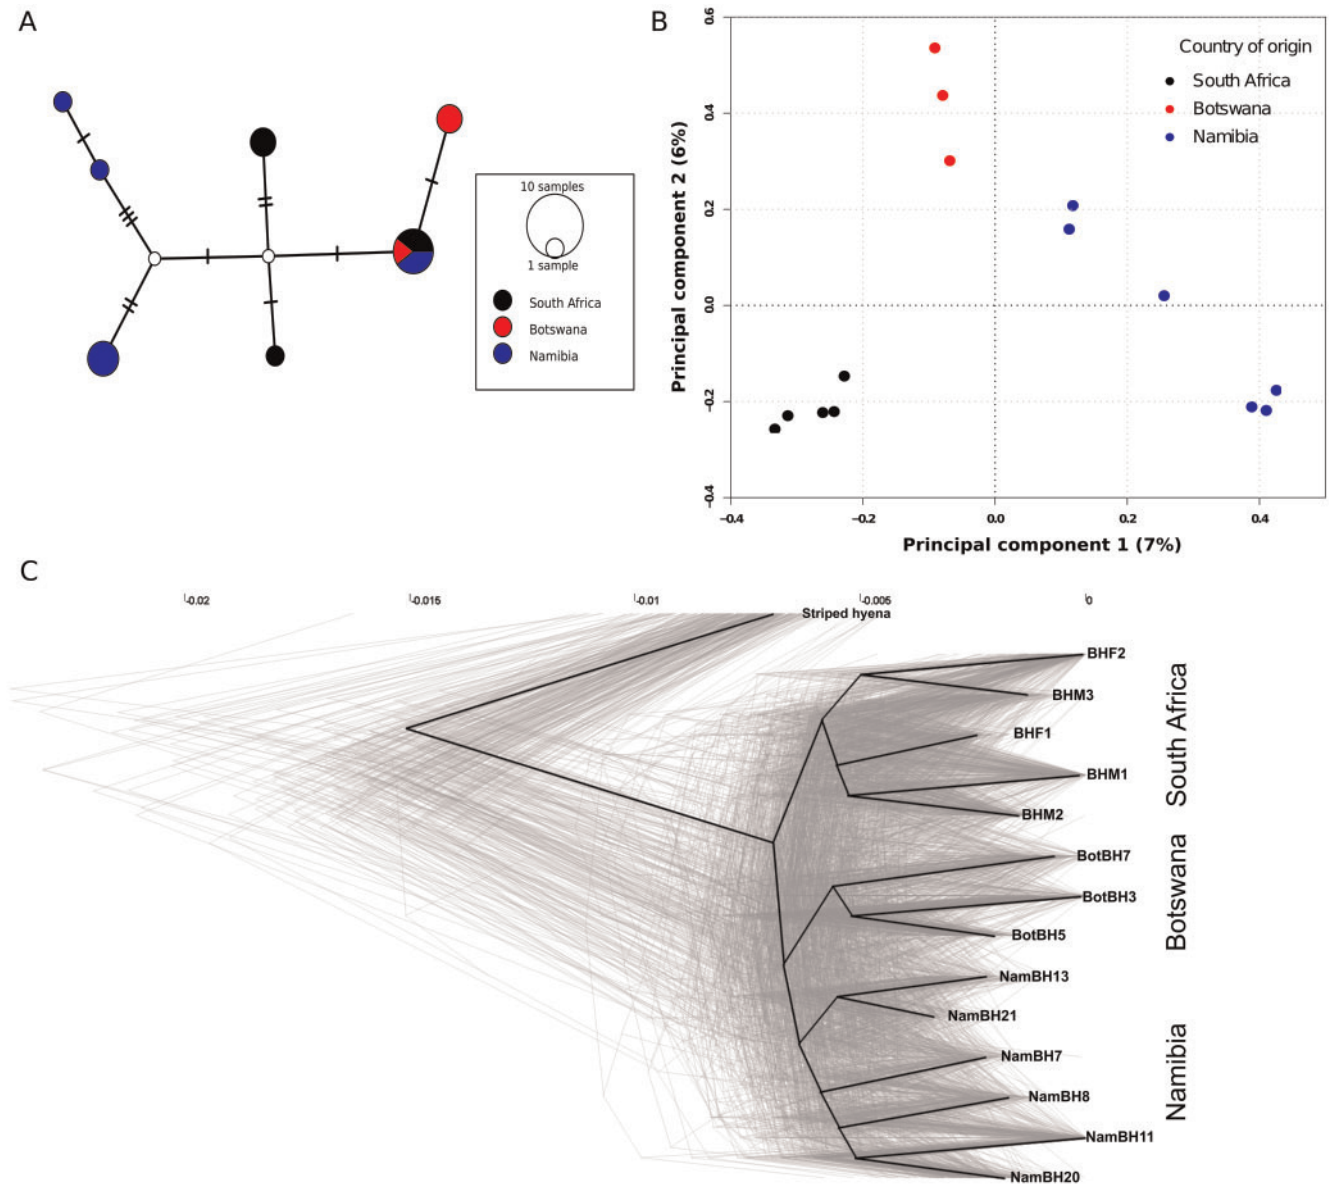 A
10 samples
1 sample
South Africa
Botswana
Namibia
B
Country of origin
South Africa
Botswana
Namibia
Principal component 2 (6%)
0.6
0.4
0.2
0.0
−0.2
−0.4
−0.4
−0.2
0.0
0.2
0.4
Principal component 1 (7%)
C
-0.02
-0.015
-0.01
-0.005
0
Striped hyena
BHF2
BHM3
BHF1
BHM1
BHM2
South Africa
BotBH7
BotBH3
BotBH5
Botswana
NamBH13
NamBH21
NamBH7
NamBH8
NamBH11
NamBH20
Namibia